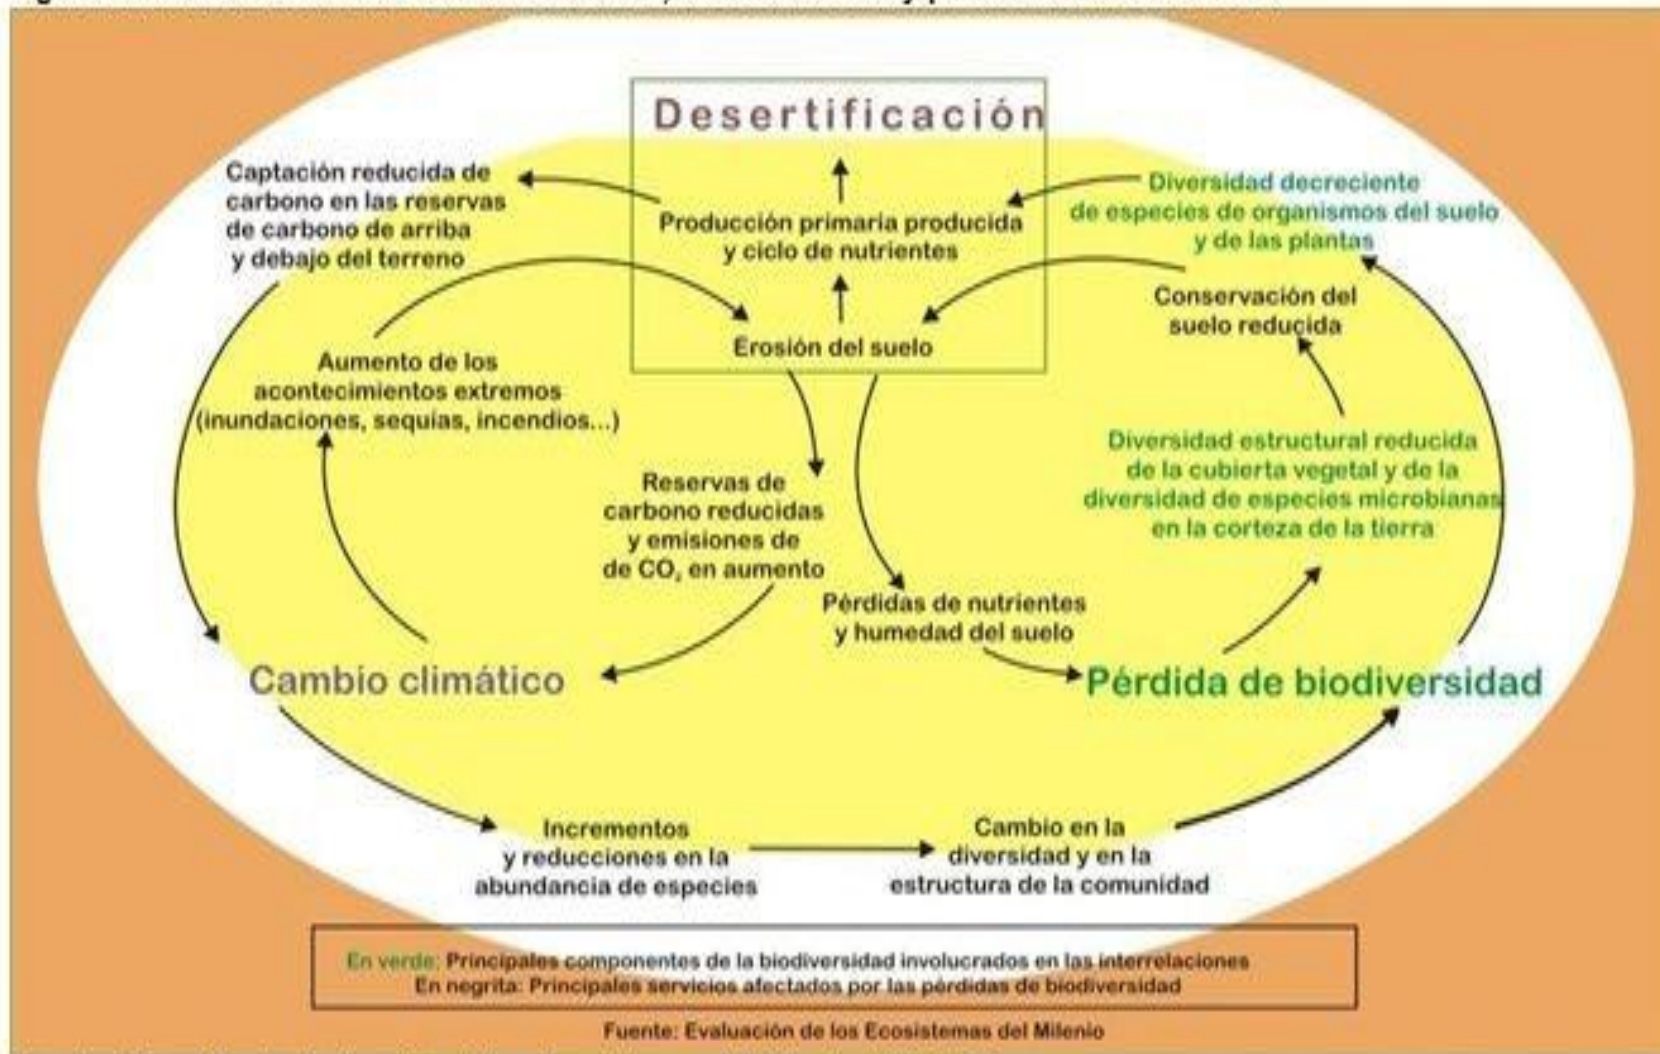 Desertificación
Captación reducida de
carbono en las reservas
de carbono de arriba
y debajo del terreno
Producción primaria producida
y ciclo de nutrientes
Diversidad decreciente
de especies de organismos del suelo
y de las plantas
Conservación del
suelo reducida
Erosión del suelo
Aumento de los
acontecimientos extremos
(inundaciones, sequias, incendios...)
Diversidad estructural reducida
de la cubierta vegetal y de la
diversidad de especies microbianas
en la corteza de la tierra
Reservas de
carbono reducidas
y emisiones de
de CO₂ en aumento
Pérdidas de nutrientes
y humedad del suelo
Cambio climático
Pérdida de biodiversidad
Incrementos
y reducciones en la
abundancia de especies
Cambio en la
diversidad y en la
estructura de la comunidad
En verde: Principales componentes de la biodiversidad involucrados en las interrelaciones
En negrita: Principales servicios afectados por las pérdidas de biodiversidad
Fuente: Evaluación de los Ecosistemas del Milenio